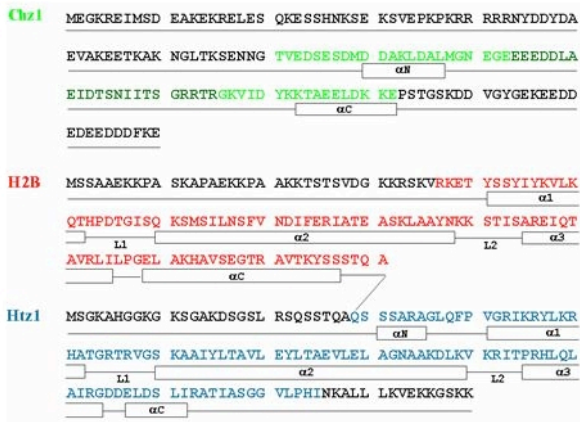 Chz1 MEGKREIMSD EAKEKRELES QKESSHNKSE KSVEPKPKRR RRRNYDDYDA
EVAKEETKAK NGLTKSENNG TVEDSESDMD DAKLDALMGN EGEEEEDDLA
αN
EIDTSNIITS GRRTRGKVID YKKTAEELDK KEPSTGSKDD VGYGEKEEDD
αC
EDEEDDDFKE
H2B MSSAAEKKPA SKAPAEKKPA AKKTSTSVDG KKRSKVRKET YSSYIYKVLK
α1
QTHPDTGISQ KSMSILNSFV NDIFERIATE ASKLAAYNKK STISAREIQT
L1 α2 L2 α3
AVRLILPGEL AKHAVSEGTR AVTKYSSSTQ A
αC
Htz1 MSGKAHGGKG KSGAKDSGSL RSQSSTQAQS SSARAGLQFP VGRIKRYLKR
αN α1
HATGRTRVGS KAAIYLTAVL EYLTAEVLEL AGNAAKDLKV KRITPRHLQL
L1 α2 L2 α3
AIRGDDELDS LIRATIASGG VLPHINKALL LKVEKKGSKK
αC